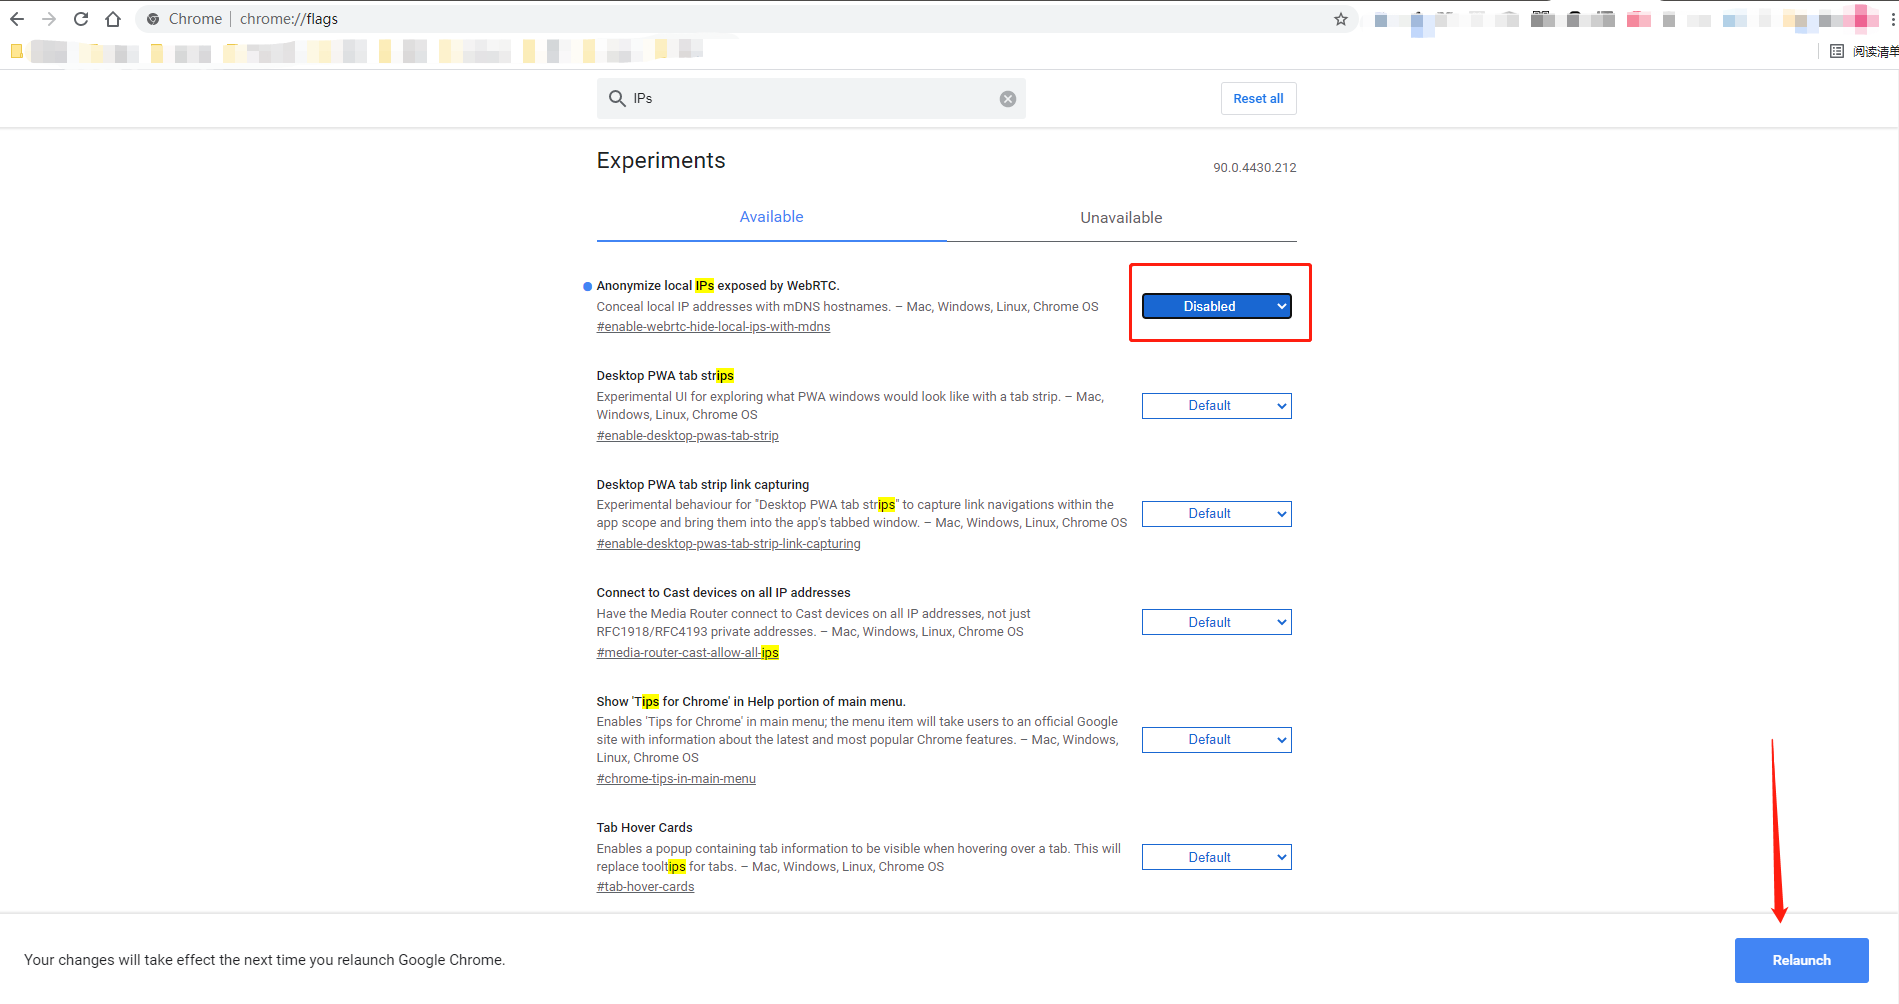 Chrome | chrome://flags
阅读清单
IPs
Reset all
Experiments
90.0.4430.212
Available
Unavailable
Anonymize local IPs exposed by WebRTC.
Conceal local IP addresses with mDNS hostnames. – Mac, Windows, Linux, Chrome OS
#enable-webrtc-hide-local-ips-with-mdns
Disabled
Desktop PWA tab strips
Experimental UI for exploring what PWA windows would look like with a tab strip. – Mac,
Windows, Linux, Chrome OS
#enable-desktop-pwas-tab-strip
Default
Desktop PWA tab strip link capturing
Experimental behaviour for "Desktop PWA tab strips" to capture link navigations within the
app scope and bring them into the app's tabbed window. – Mac, Windows, Linux, Chrome OS
#enable-desktop-pwas-tab-strip-link-capturing
Default
Connect to Cast devices on all IP addresses
Have the Media Router connect to Cast devices on all IP addresses, not just
RFC1918/RFC4193 private addresses. – Mac, Windows, Linux, Chrome OS
#media-router-cast-allow-all-ips
Default
Show 'Tips for Chrome' in Help portion of main menu.
Enables 'Tips for Chrome' in main menu; the menu item will take users to an official Google
site with information about the latest and most popular Chrome features. – Mac, Windows,
Linux, Chrome OS
#chrome-tips-in-main-menu
Default
Tab Hover Cards
Enables a popup containing tab information to be visible when hovering over a tab. This will
replace tooltips for tabs. – Mac, Windows, Linux, Chrome OS
#tab-hover-cards
Default
Your changes will take effect the next time you relaunch Google Chrome.
Relaunch